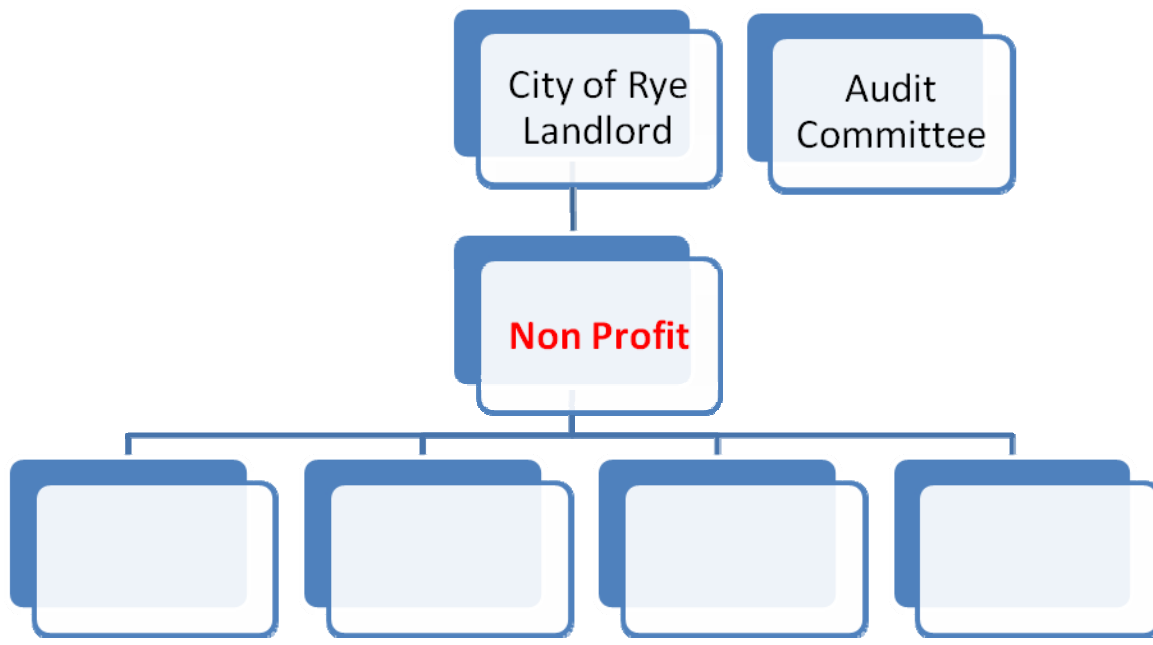 City of Rye
Landlord
Audit
Committee
Non Profit